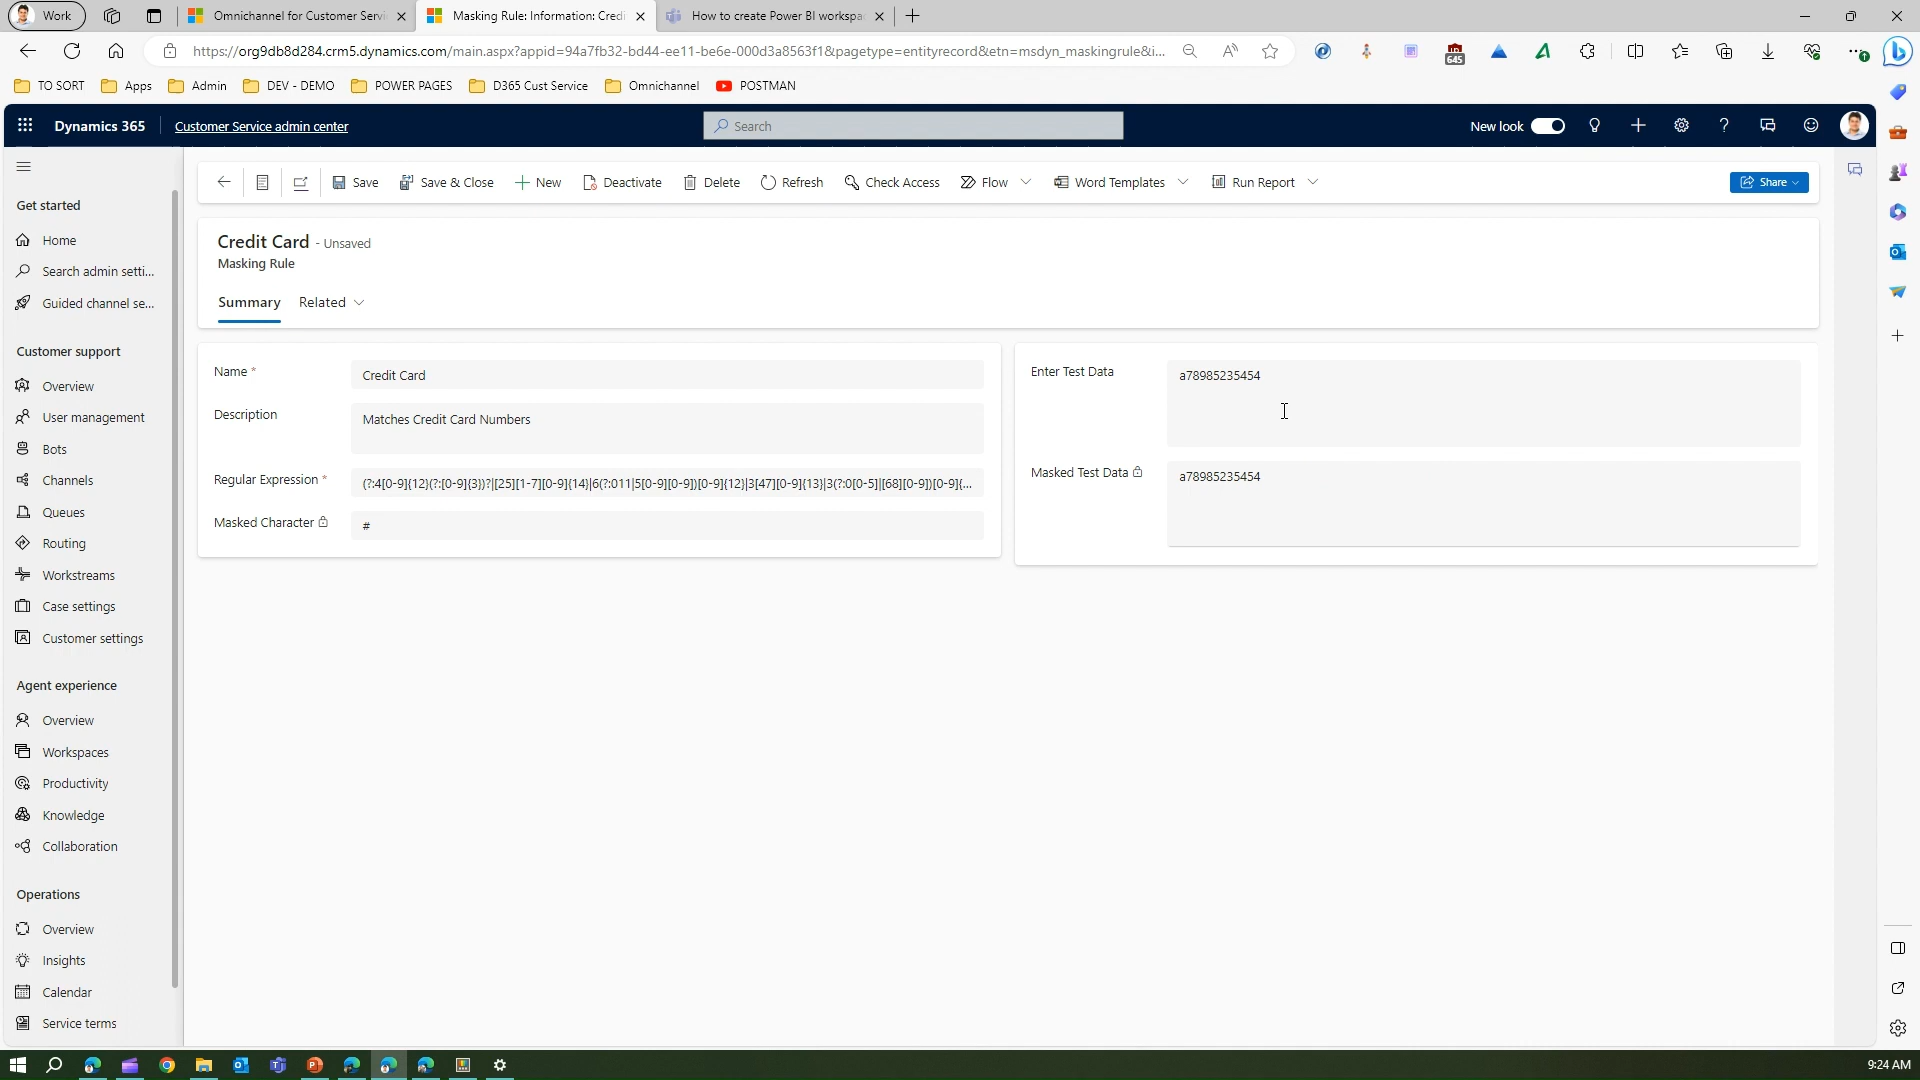 Work
Omnichannel for Customer Servi
Masking Rule: Information: Credi
How to create Power BI workspa
https://org9db8d284.crm5.dynamics.com/main.aspx?appid=94a7fb32-bd44-ee11-be6e-000d3a8563f1&pagetype=entityrecord&etn=msdyn_maskingrule&i...
645
TO SORT
Apps
Admin
DEV - DEMO
POWER PAGES
D365 Cust Service
Omnichannel
POSTMAN
Dynamics 365
Customer Service admin center
Search
New look
Save
Save & Close
New
Deactivate
Delete
Refresh
Check Access
Flow
Word Templates
Run Report
Share
Get started
Home
Search admin setti...
Guided channel se...
Customer support
Overview
User management
Bots
Channels
Queues
Routing
Workstreams
Case settings
Customer settings
Agent experience
Overview
Workspaces
Productivity
Knowledge
Collaboration
Operations
Overview
Insights
Calendar
Service terms
Credit Card - Unsaved
Masking Rule
Summary
Related
Name *
Credit Card
Description
Matches Credit Card Numbers
Regular Expression *
(?:4[0-9]{12}(?:[0-9]{3})?|[25][1-7][0-9]{14}|6(?:011|5[0-9][0-9])[0-9]{12}|3[47][0-9]{13}|3(?:0[0-5]|[68][0-9])[0-9]{...
Masked Character
#
Enter Test Data
a78985235454
Masked Test Data
a78985235454
9:24 AM